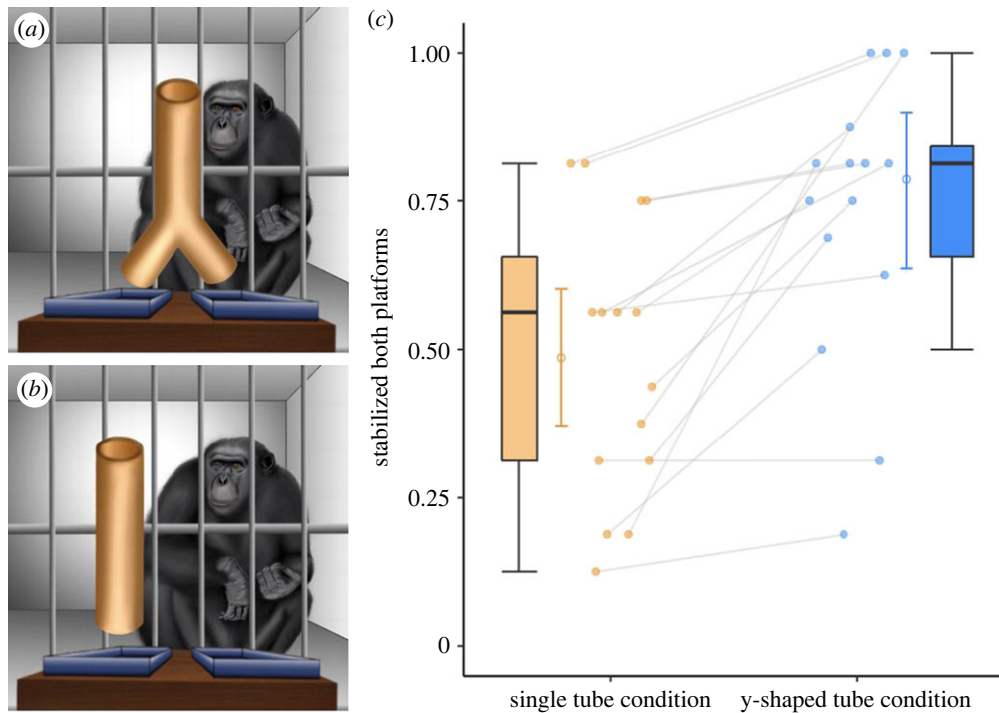 (a)
(b)
(c)
stabilized both platforms
1.00
0.75
0.50
0.25
0
single tube condition
y-shaped tube condition